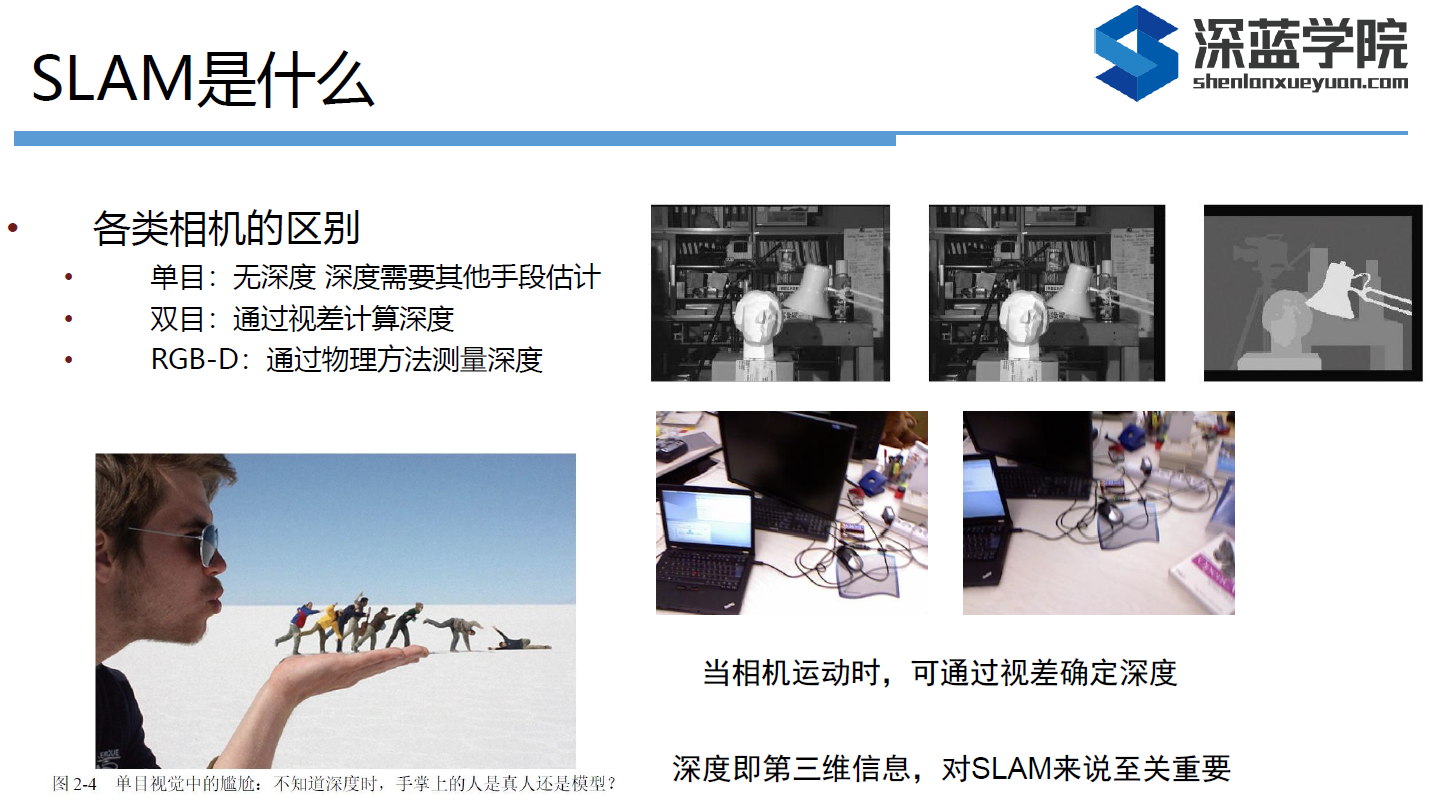 SLAM是什么
深蓝学院
shenlanxueyuan.com
各类相机的区别
单目：无深度 深度需要其他手段估计
双目：通过视差计算深度
RGB-D：通过物理方法测量深度
图 2-4 单目视觉中的尴尬：不知道深度时，手掌上的人是真人还是模型？
当相机运动时，可通过视差确定深度
深度即第三维信息，对SLAM来说至关重要